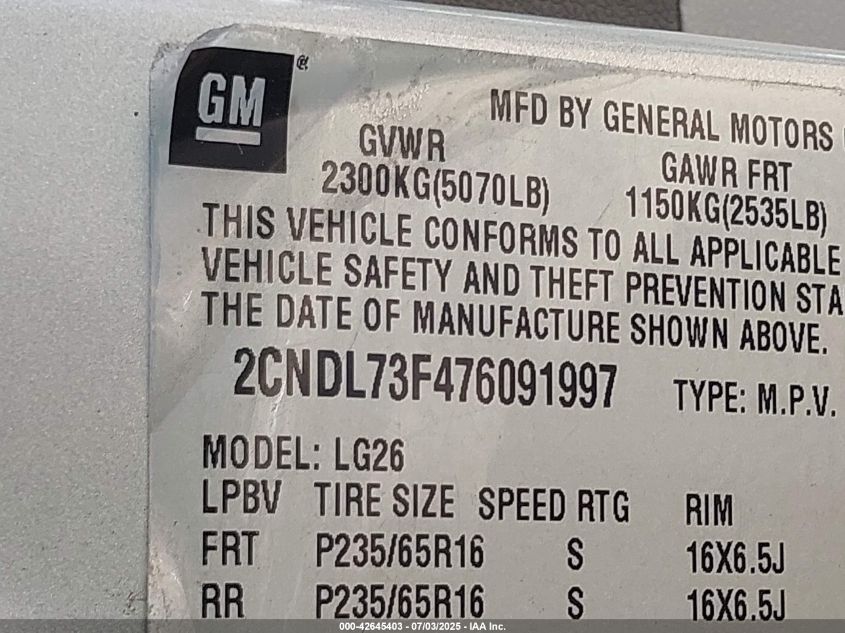 GM
MFD BY GENERAL MOTORS
GVWR
2300KG(5070LB)
GAWR FRT
1150KG(2535LB)
THIS VEHICLE CONFORMS TO ALL APPLICABLE
VEHICLE SAFETY AND THEFT PREVENTION STA
THE DATE OF MANUFACTURE SHOWN ABOVE.
2CNDL73F476091997 TYPE: M.P.V.
MODEL: LG26
LPBV TIRE SIZE SPEED RTG RIM
FRT P235/65R16 S 16X6.5J
RR P235/65R16 S 16X6.5J
000-42645403 - 07/03/2025 - IAA Inc.